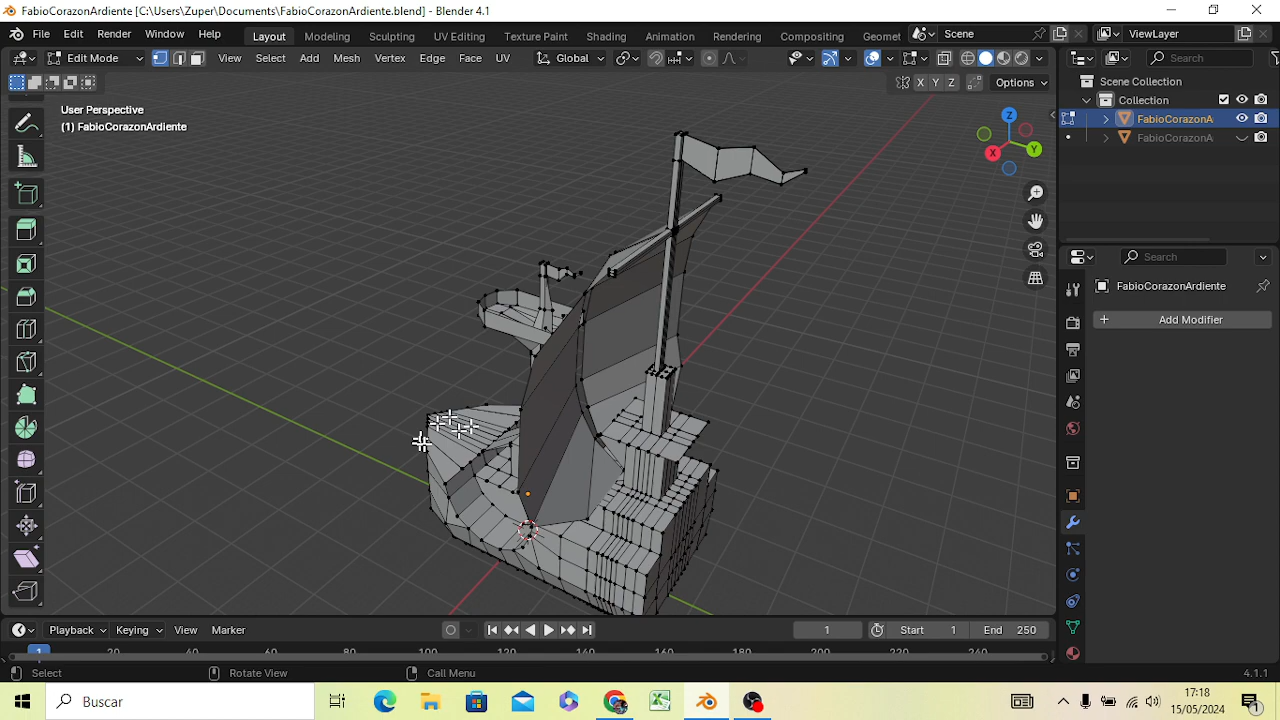 FabioCorazonArdiente [C:\Users\Zuper\Documents\FabioCorazonArdiente.blend] - Blender 4.1
File Edit Render Window Help Layout Modeling Sculpting UV Editing Texture Paint Shading Animation Rendering Compositing Geomet Scene ViewLayer
Edit Mode View Select Add Mesh Vertex Edge Face UV Global Search
X Y Z Options
Scene Collection
Collection
User Perspective
(1) FabioCorazonArdiente
FabioCorazonA
FabioCorazonA
Z
X Y
Search
FabioCorazonArdiente
+ Add Modifier
Playback Keying View Marker 1 Start 1 End 250
1 20 40 60 80 100 120 140 160 180 200 220 240
Select Rotate View Call Menu 4.1.1
Buscar
17:18
15/05/2024
1